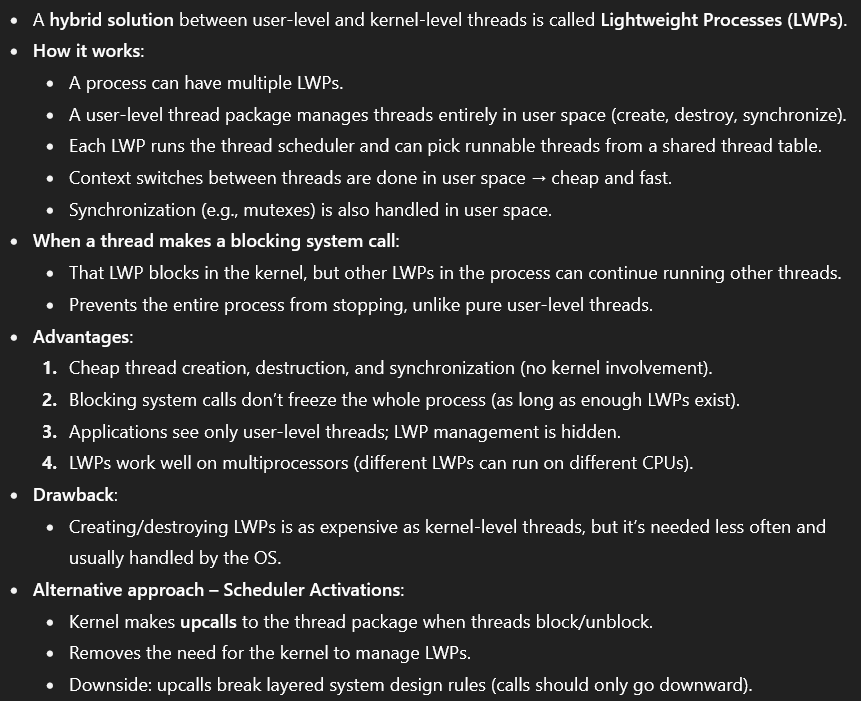 • A hybrid solution between user-level and kernel-level threads is called Lightweight Processes (LWPs).
• How it works:
• A process can have multiple LWPs.
• A user-level thread package manages threads entirely in user space (create, destroy, synchronize).
• Each LWP runs the thread scheduler and can pick runnable threads from a shared thread table.
• Context switches between threads are done in user space → cheap and fast.
• Synchronization (e.g., mutexes) is also handled in user space.
• When a thread makes a blocking system call:
• That LWP blocks in the kernel, but other LWPs in the process can continue running other threads.
• Prevents the entire process from stopping, unlike pure user-level threads.
• Advantages:
1. Cheap thread creation, destruction, and synchronization (no kernel involvement).
2. Blocking system calls don’t freeze the whole process (as long as enough LWPs exist).
3. Applications see only user-level threads; LWP management is hidden.
4. LWPs work well on multiprocessors (different LWPs can run on different CPUs).
• Drawback:
• Creating/destroying LWPs is as expensive as kernel-level threads, but it’s needed less often and
usually handled by the OS.
• Alternative approach – Scheduler Activations:
• Kernel makes upcalls to the thread package when threads block/unblock.
• Removes the need for the kernel to manage LWPs.
• Downside: upcalls break layered system design rules (calls should only go downward).